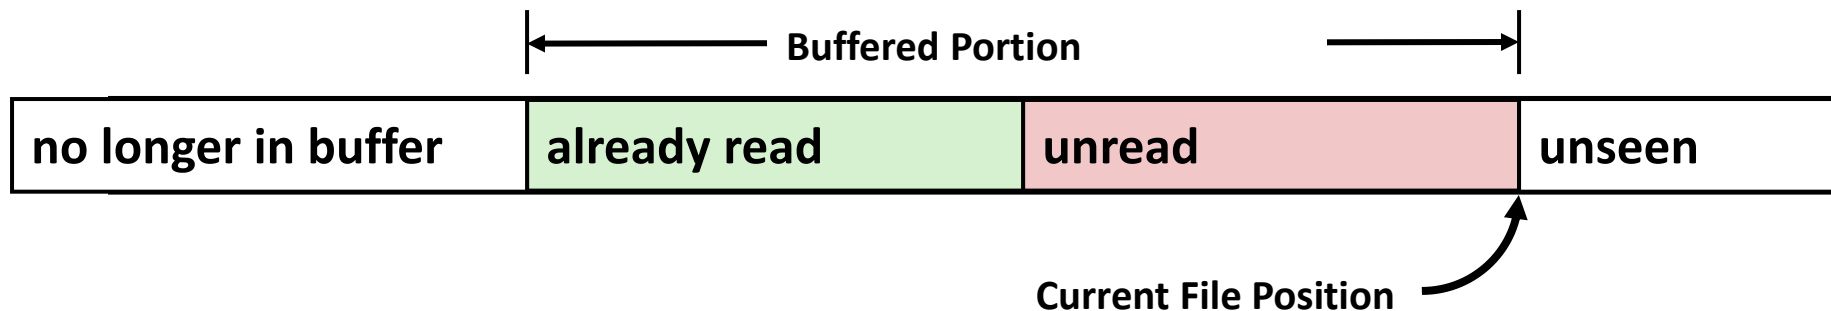 Buffered Portion
no longer in buffer already read unread unseen
Current File Position